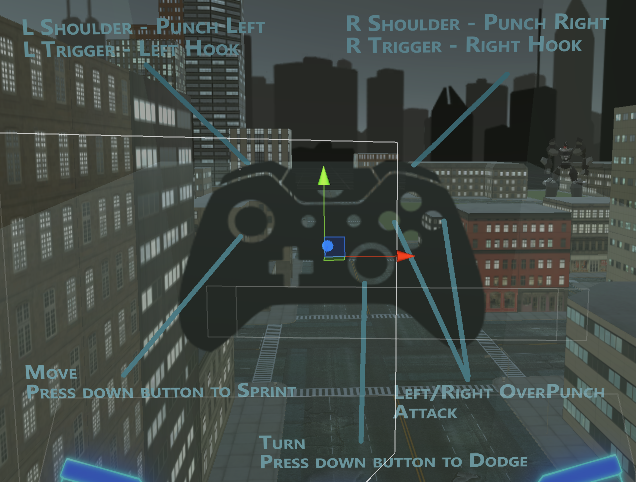 L Shoulder - Punch Left
L Trigger - Left Hook
R Shoulder - Punch Right
R Trigger - Right Hook
Move
Press down button to Sprint
Left/Right OverPunch
Attack
Turn
Press down button to Dodge